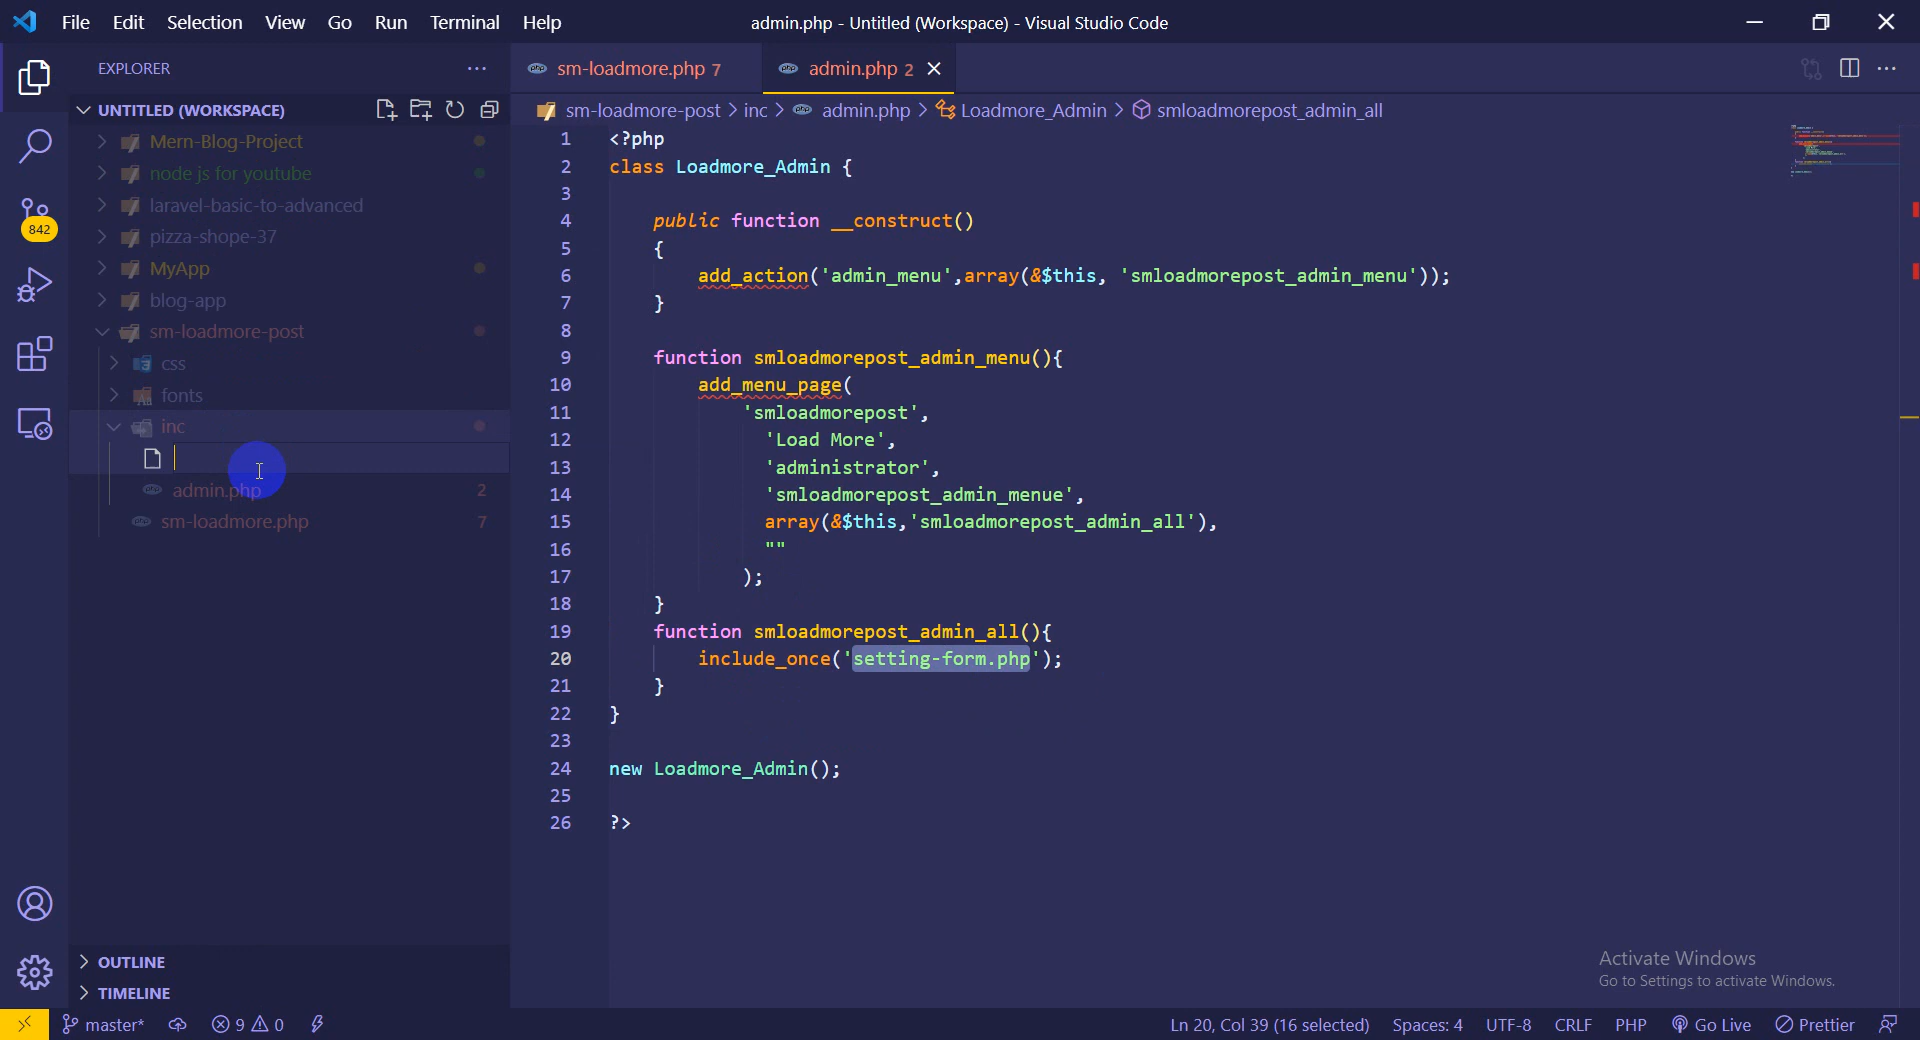 File Edit Selection View Go Run Terminal Help admin.php - Untitled (Workspace) - Visual Studio Code
EXPLORER
sm-loadmore.php 7
admin.php 2
UNTITLED (WORKSPACE)
sm-loadmore-post > inc > admin.php > Loadmore_Admin > smloadmorepost_admin_all
Mern-Blog-Project
node js for youtube
laravel-basic-to-advanced
pizza-shope-37
MyApp
blog-app
sm-loadmore-post
css
fonts
inc
admin.php 2
sm-loadmore.php 7
842
1 <?php
2 class Loadmore_Admin {
3
4 public function __construct()
5 {
6 add_action('admin_menu',array(&$this, 'smloadmorepost_admin_menu'));
7 }
8
9 function smloadmorepost_admin_menu(){
10 add_menu_page(
11 'smloadmorepost',
12 'Load More',
13 'administrator',
14 'smloadmorepost_admin_menue',
15 array(&$this,'smloadmorepost_admin_all'),
16 ""
17 );
18 }
19 function smloadmorepost_admin_all(){
20 include_once('setting-form.php');
21 }
22 }
23
24 new Loadmore_Admin();
25
26 ?>
OUTLINE
TIMELINE
Activate Windows
Go to Settings to activate Windows.
master* 9 0 Ln 20, Col 39 (16 selected) Spaces: 4 UTF-8 CRLF PHP Go Live Prettier